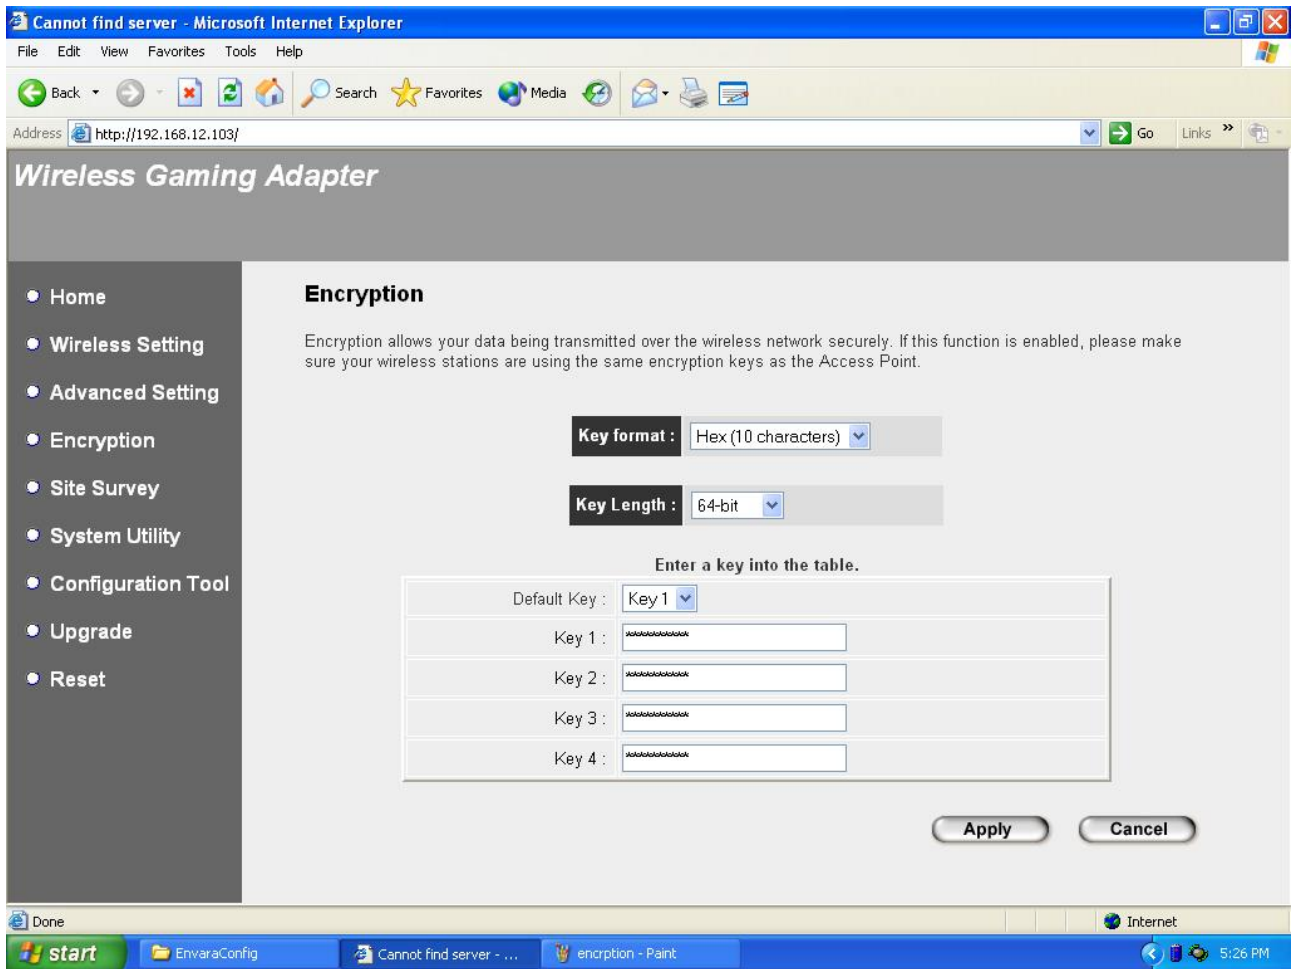 Cannot find server - Microsoft Internet Explorer
File Edit View Favorites Tools Help
Back Search Favorites Media
Address http://192.168.12.103/ Go Links »
Wireless Gaming Adapter
Home
Wireless Setting
Advanced Setting
Encryption
Site Survey
System Utility
Configuration Tool
Upgrade
Reset
Encryption
Encryption allows your data being transmitted over the wireless network securely. If this function is enabled, please make
sure your wireless stations are using the same encryption keys as the Access Point.
Key format : Hex (10 characters)
Key Length : 64-bit
Enter a key into the table.
Default Key : Key 1
Key 1 : **********
Key 2 : **********
Key 3 : **********
Key 4 : **********
Apply Cancel
Done Internet
start EnvaraConfig Cannot find server - ... encrption - Paint 5:26 PM